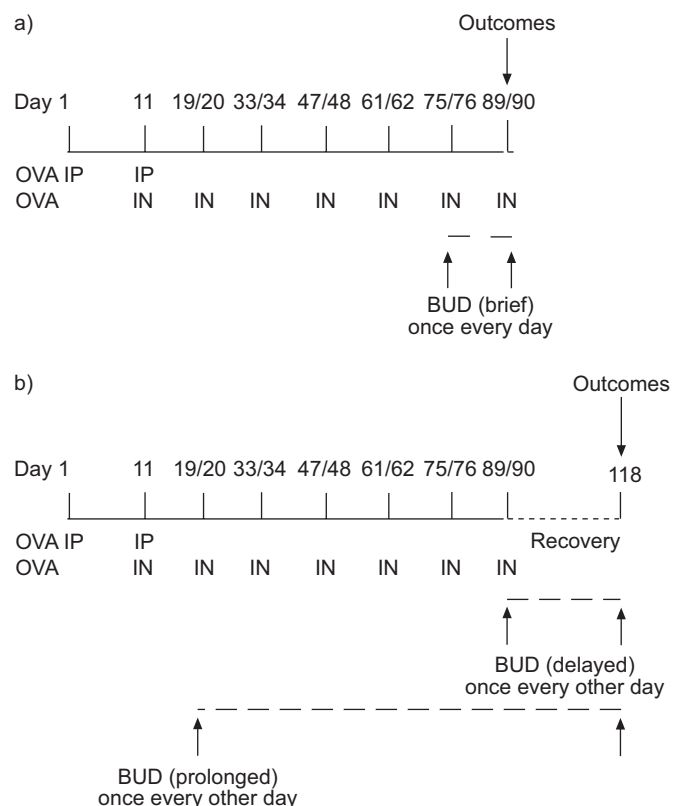 a)
Outcomes
Day 1 11 19/20 33/34 47/48 61/62 75/76 89/90
OVA IP IP
OVA IN IN IN IN IN IN IN
BUD (brief)
once every day
b)
Outcomes
Day 1 11 19/20 33/34 47/48 61/62 75/76 89/90 118
OVA IP IP Recovery
OVA IN IN IN IN IN IN IN
BUD (delayed)
once every other day
BUD (prolonged)
once every other day